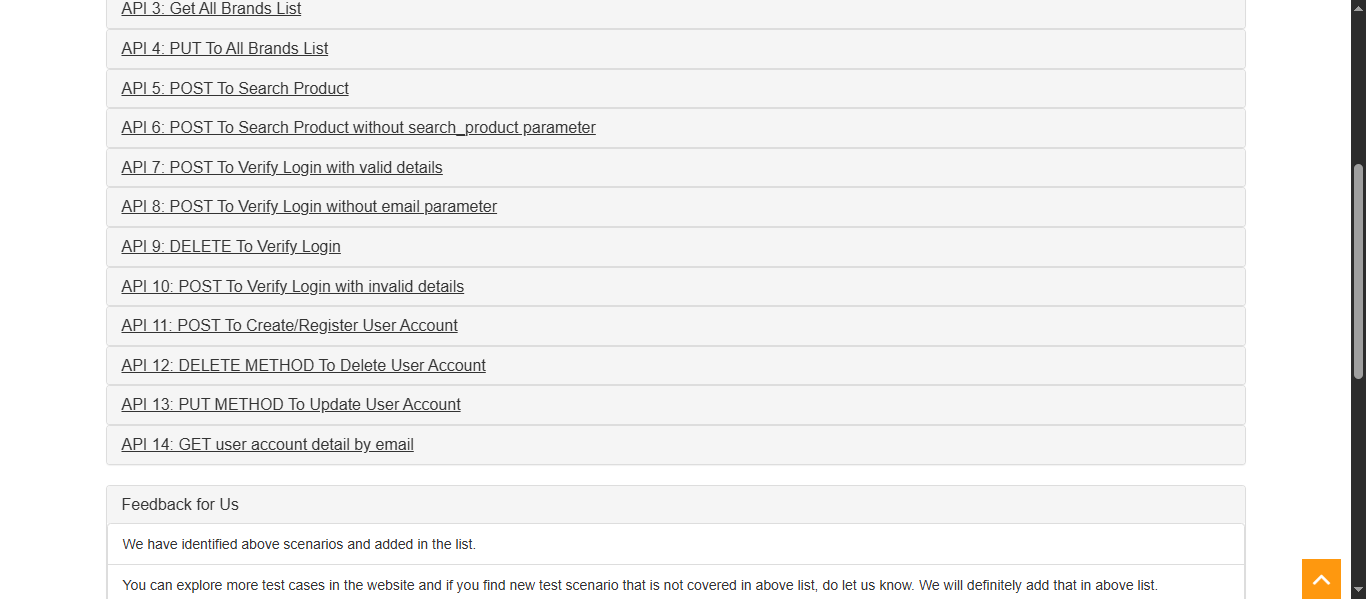 API 3: Get All Brands List
API 4: PUT To All Brands List
API 5: POST To Search Product
API 6: POST To Search Product without search_product parameter
API 7: POST To Verify Login with valid details
API 8: POST To Verify Login without email parameter
API 9: DELETE To Verify Login
API 10: POST To Verify Login with invalid details
API 11: POST To Create/Register User Account
API 12: DELETE METHOD To Delete User Account
API 13: PUT METHOD To Update User Account
API 14: GET user account detail by email
Feedback for Us
We have identified above scenarios and added in the list.
You can explore more test cases in the website and if you find new test scenario that is not covered in above list, do let us know. We will definitely add that in above list.